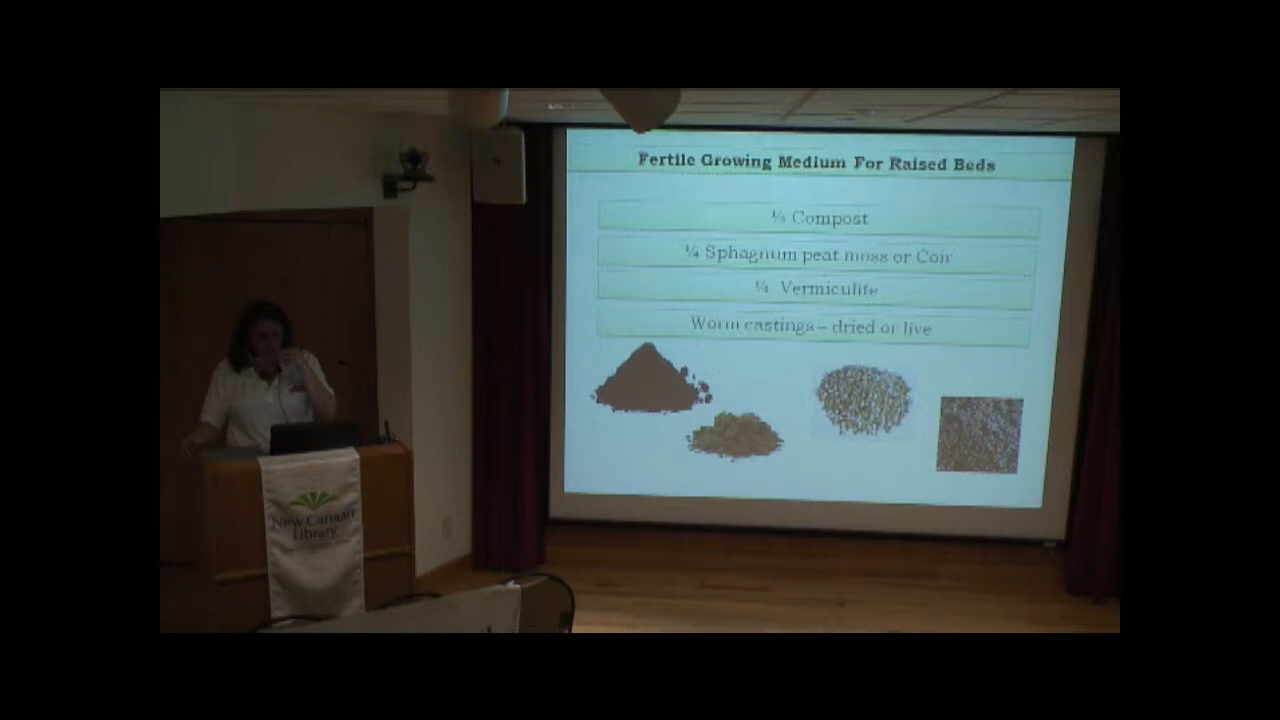 Fertile Growing Medium For Raised Beds
⅓ Compost
¼ Sphagnum peat moss or Coir
¼ Vermiculite
Worm castings – dried or live
New Canaan
Library